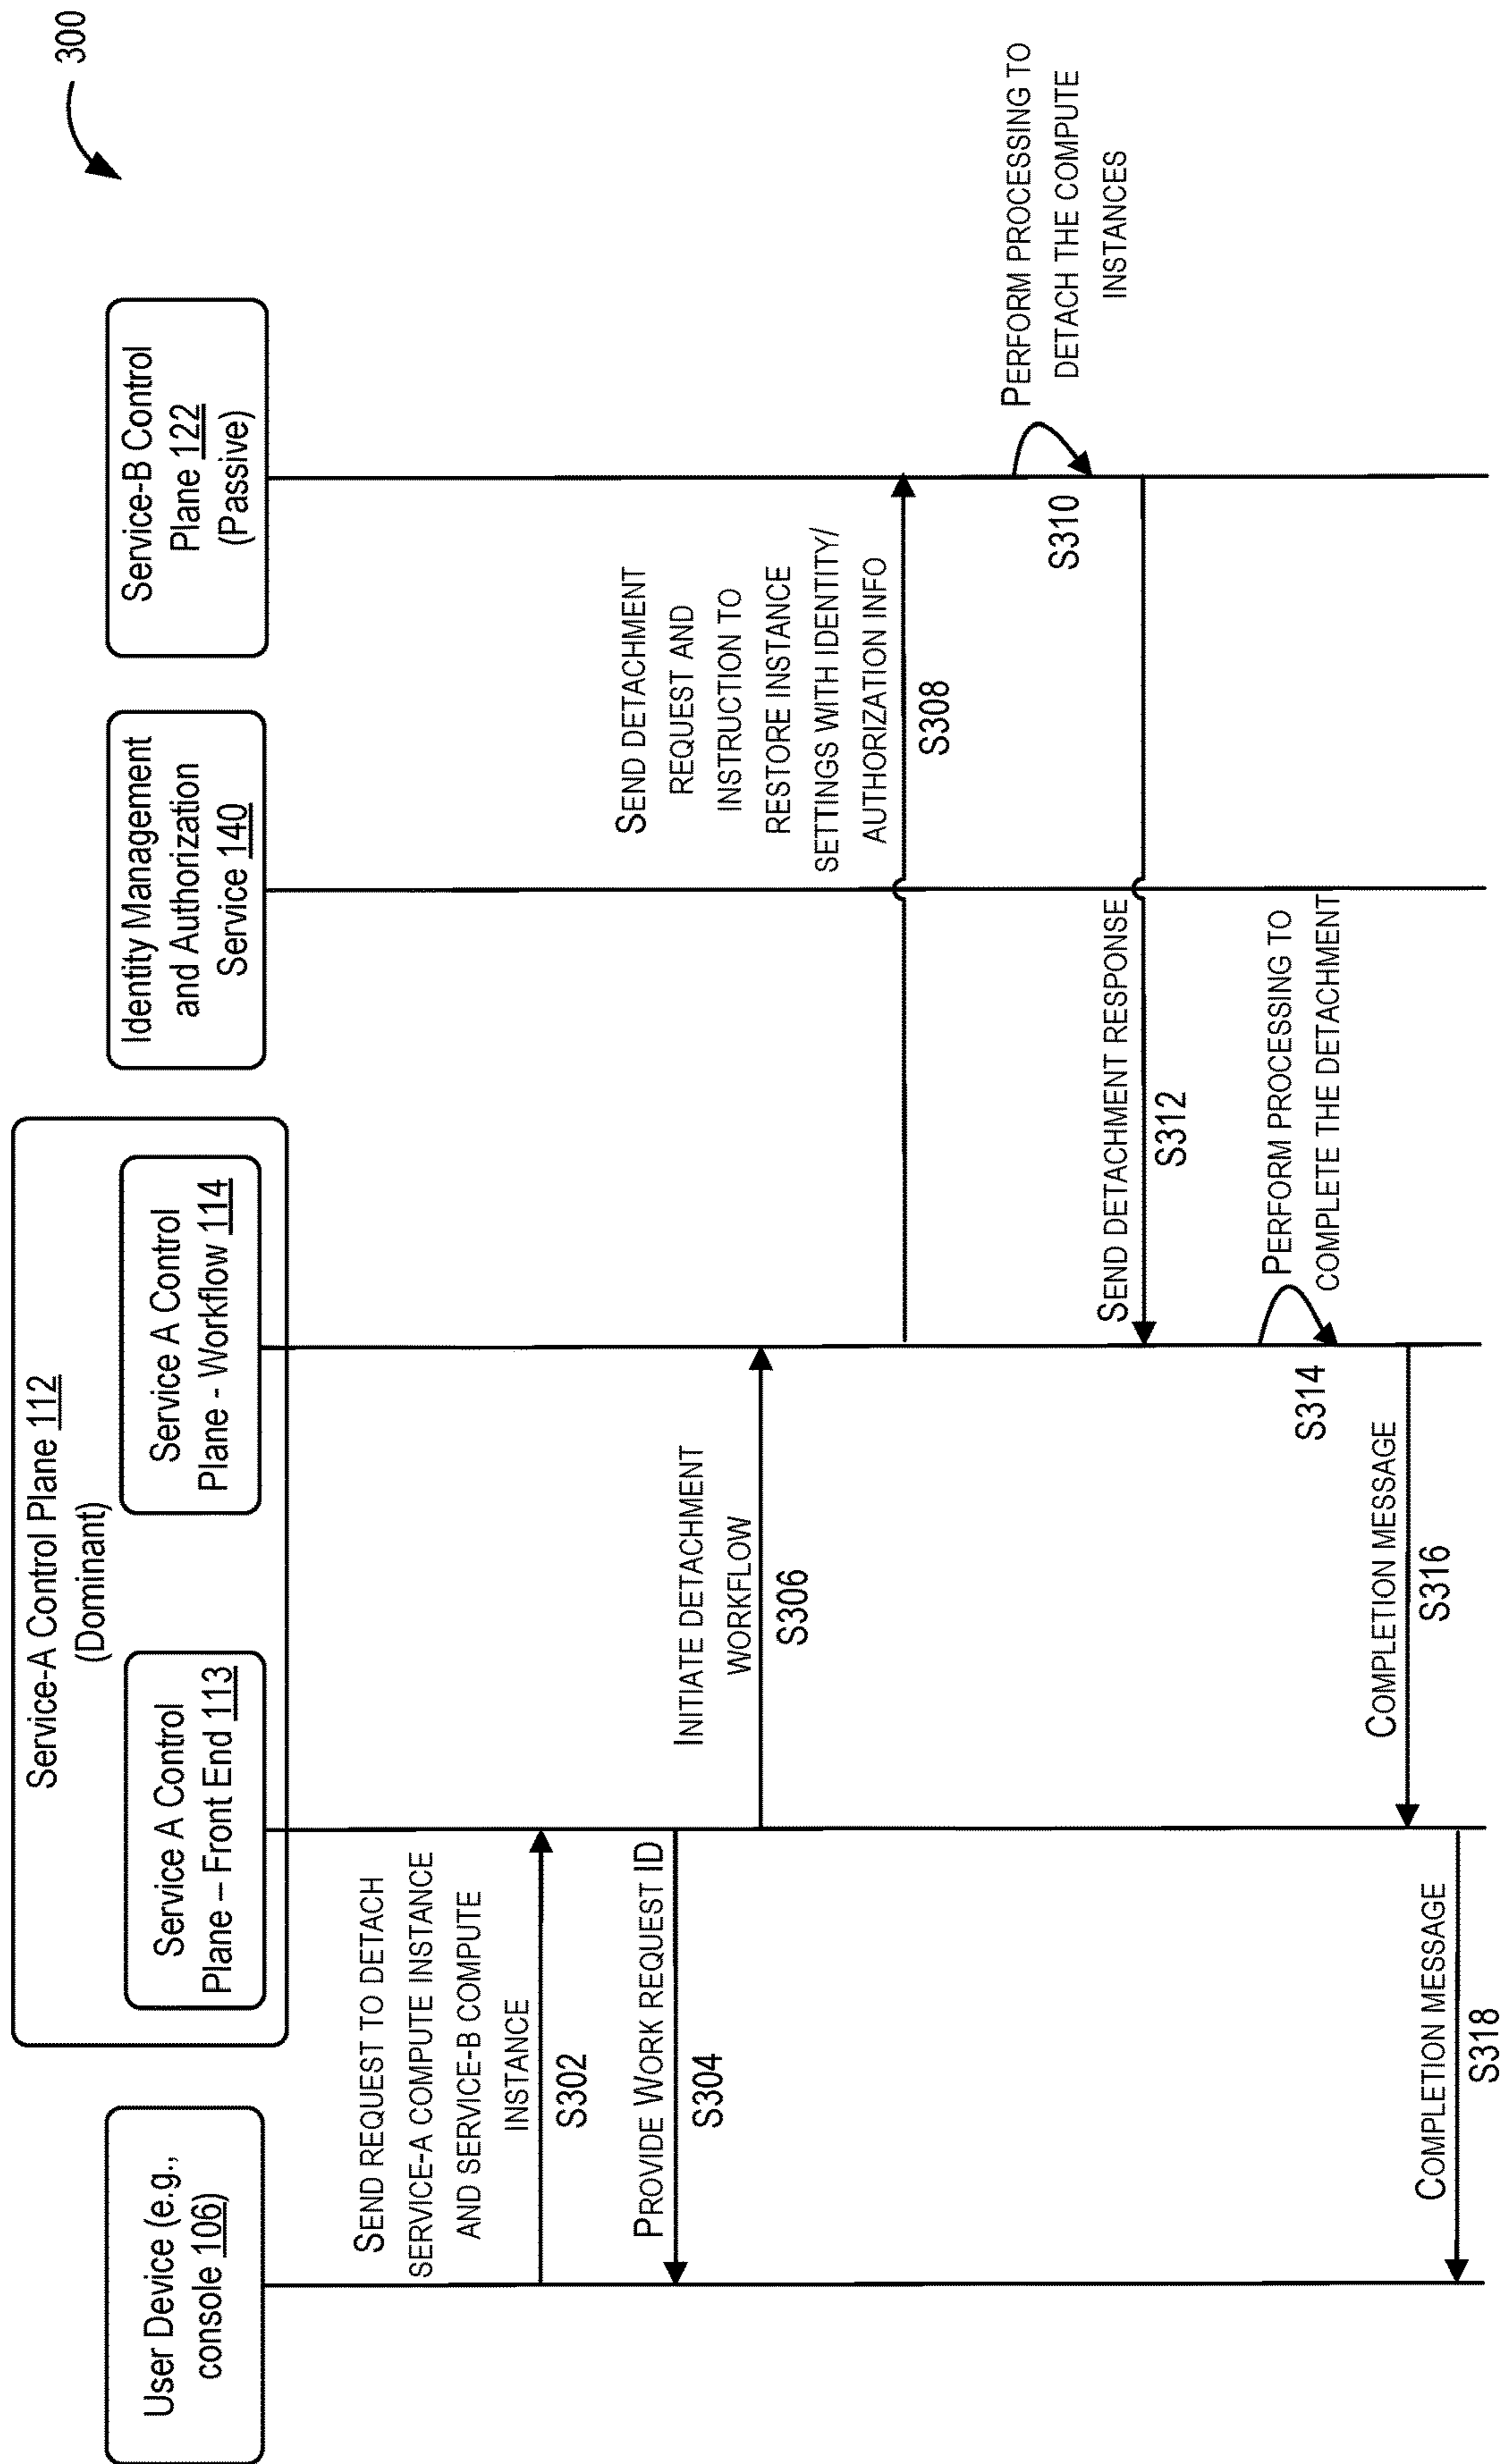 300
Service-A Control Plane 112
(Dominant)
User Device (e.g.,
console 106)
Service A Control
Plane – Front End 113
Service A Control
Plane - Workflow 114
Identity Management
and Authorization
Service 140
Service-B Control
Plane 122
(Passive)
SEND REQUEST TO DETACH
SERVICE-A COMPUTE INSTANCE
AND SERVICE-B COMPUTE
INSTANCE
S302
PROVIDE WORK REQUEST ID
S304
INITIATE DETACHMENT
WORKFLOW
S306
SEND DETACHMENT
REQUEST AND
INSTRUCTION TO
RESTORE INSTANCE
SETTINGS WITH IDENTITY/
AUTHORIZATION INFO
S308
PERFORM PROCESSING TO
DETACH THE COMPUTE
INSTANCES
S310
SEND DETACHMENT RESPONSE
S312
PERFORM PROCESSING TO
COMPLETE THE DETACHMENT
S314
COMPLETION MESSAGE
S316
COMPLETION MESSAGE
S318